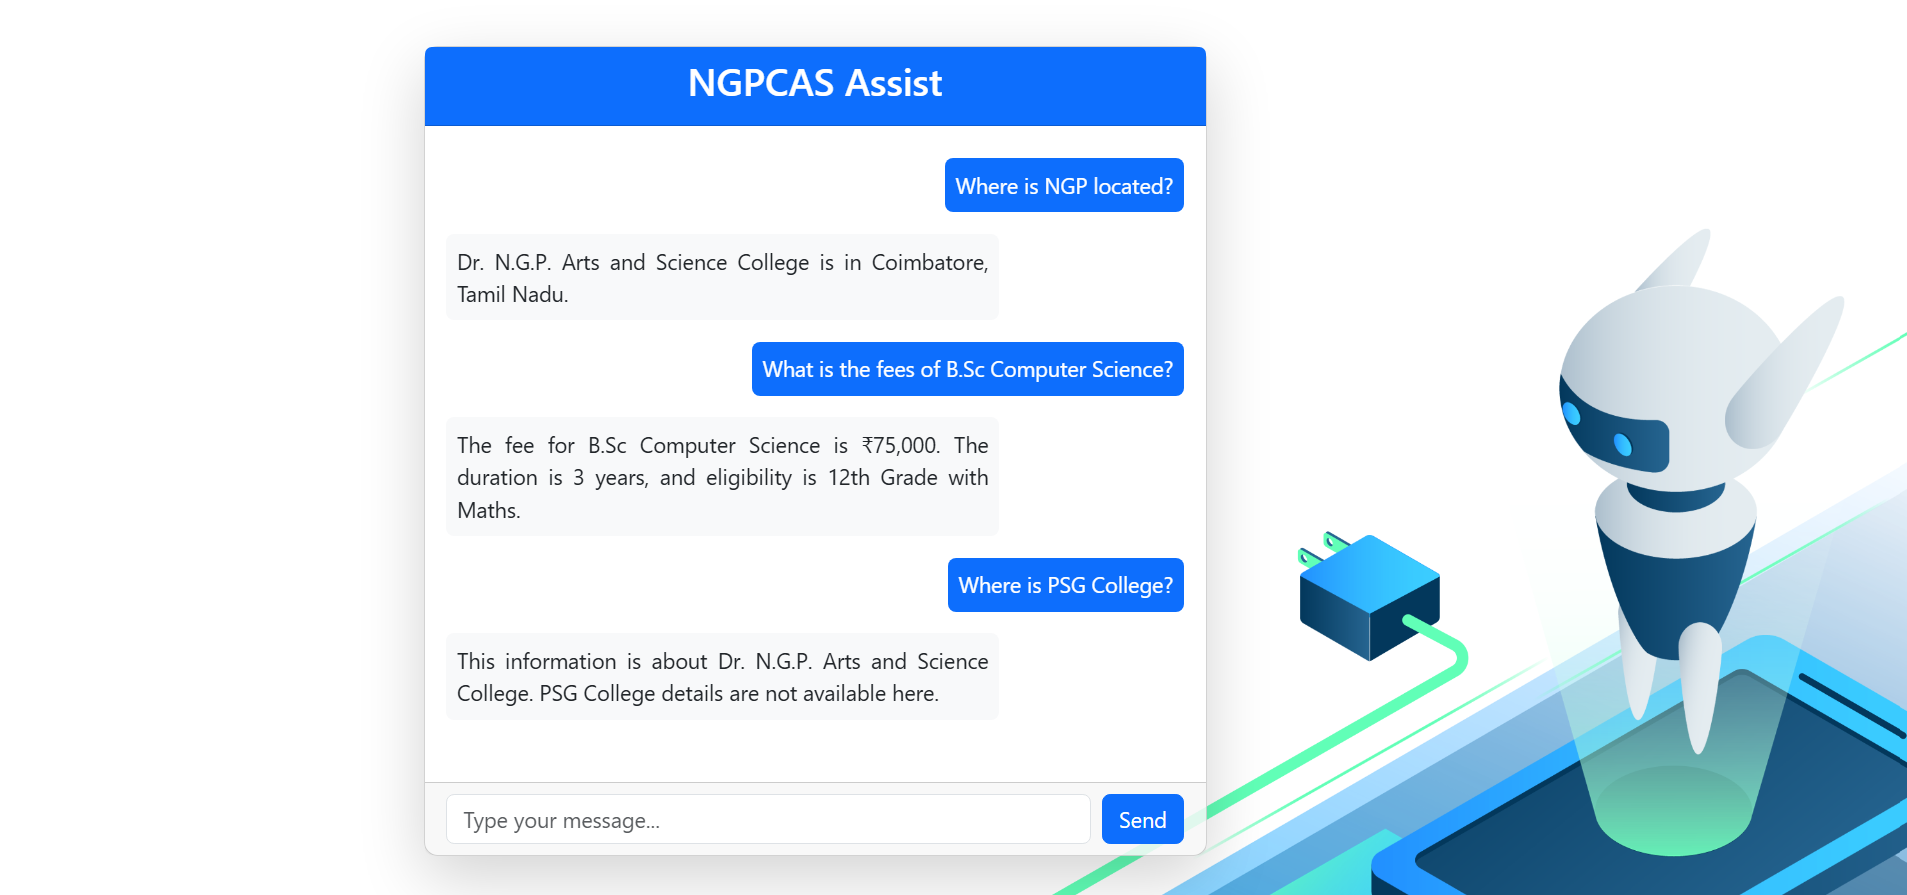 NGPCAS Assist
Where is NGP located?
Dr. N.G.P. Arts and Science College is in Coimbatore,
Tamil Nadu.
What is the fees of B.Sc Computer Science?
The fee for B.Sc Computer Science is ₹75,000. The
duration is 3 years, and eligibility is 12th Grade with
Maths.
Where is PSG College?
This information is about Dr. N.G.P. Arts and Science
College. PSG College details are not available here.
Type your message...
Send